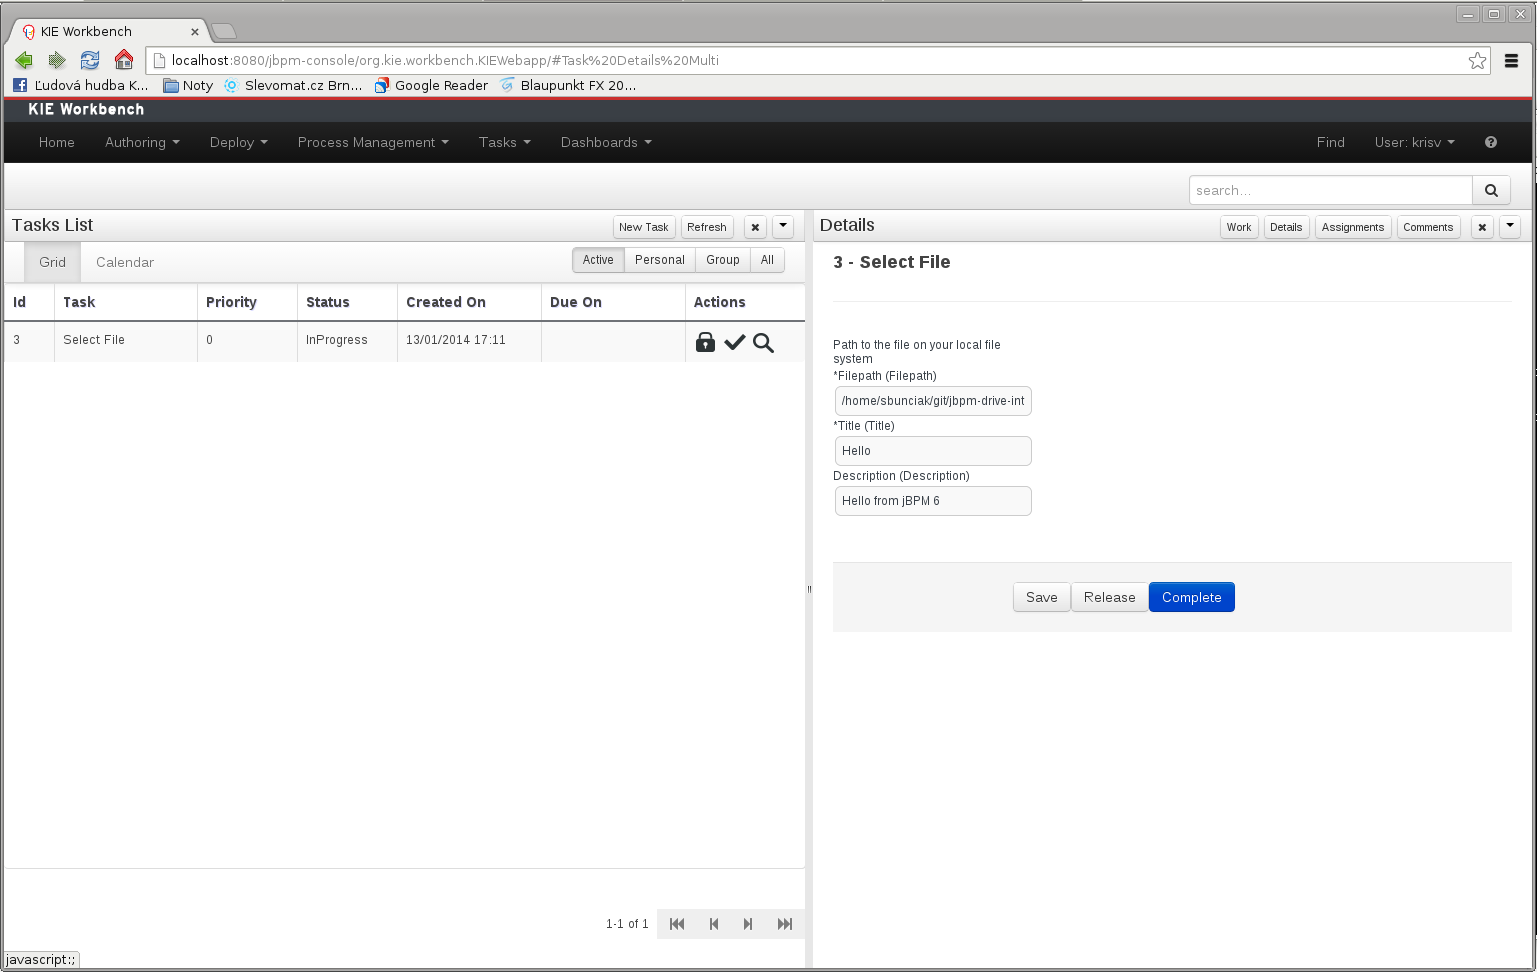 KIE Workbench
localhost:8080/jbpm-console/org.kie.workbench.KIEWebapp/#Task%20Details%20Multi
Ľudová hudba K... Noty Slevomat.cz Brn... Google Reader Blaupunkt FX 20...
KIE Workbench
Home Authoring Deploy Process Management Tasks Dashboards Find User: krisv
search...
Tasks List New Task Refresh
Grid Calendar Active Personal Group All
Id Task Priority Status Created On Due On Actions
3 Select File 0 InProgress 13/01/2014 17:11
1-1 of 1
javascript:;
Details Work Details Assignments Comments
3 - Select File
Path to the file on your local file
system
*Filepath (Filepath)
/home/sbunciak/git/jbpm-drive-int
*Title (Title)
Hello
Description (Description)
Hello from jBPM 6
Save Release Complete